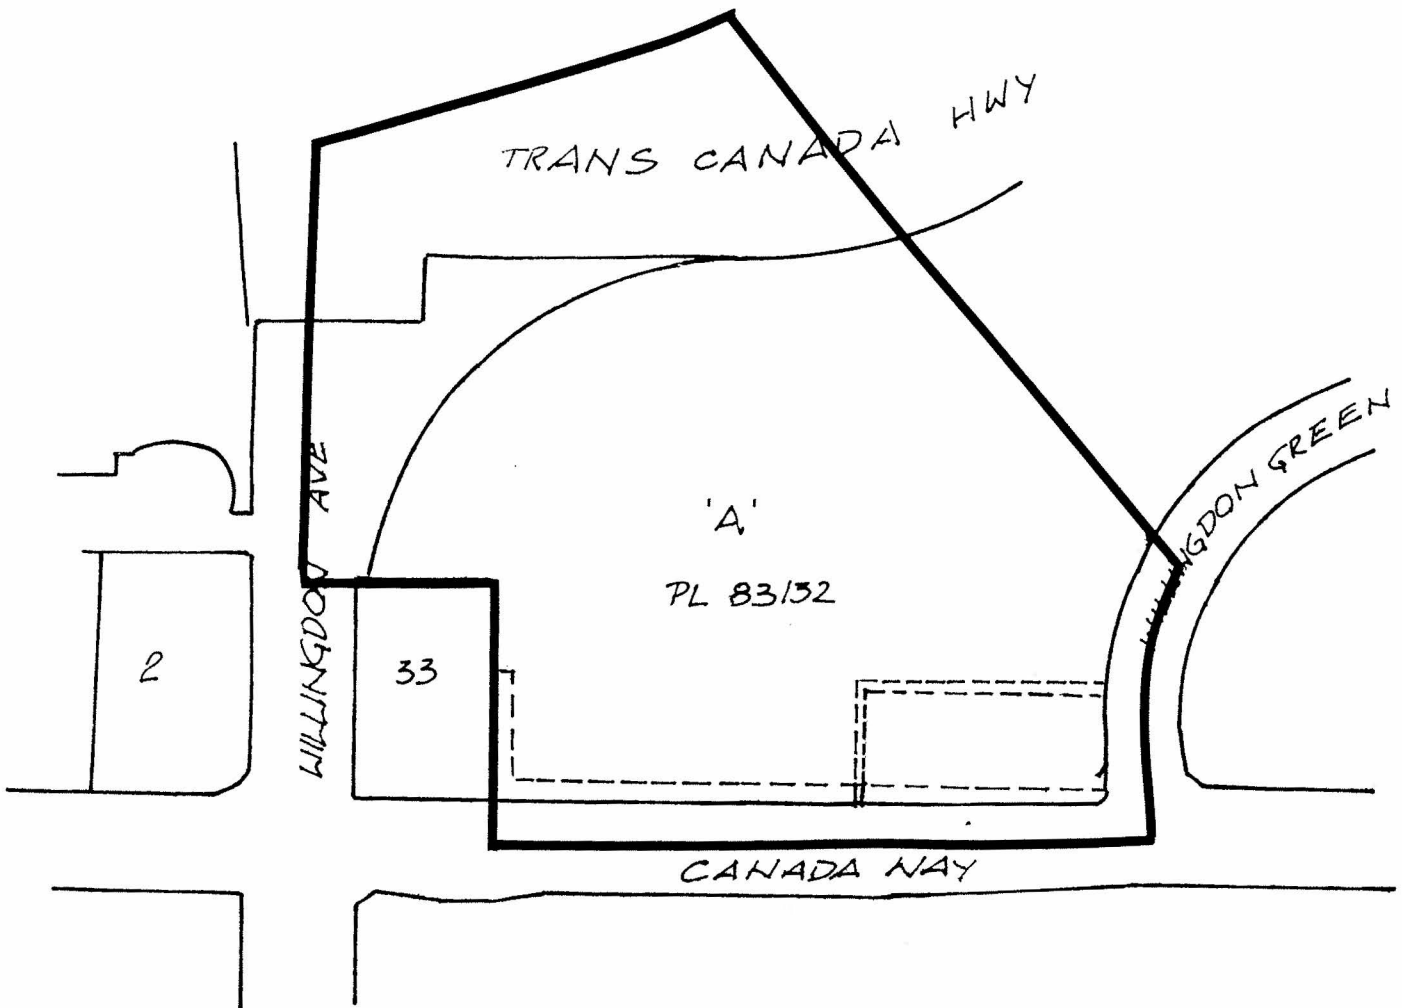 TRANS CANADA HWY
WILLINGDON AVE
'A'
PL 83132
WILLINGDON GREEN
2
33
CANADA WAY